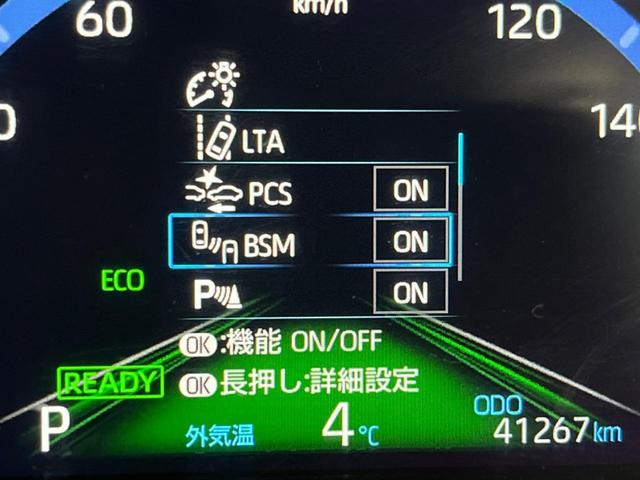 km/h
60
120
0
140
LTA
PCS ON
BSM ON
P ON
ECO
OK:機能 ON/OFF
READY
OK長押し:詳細設定
P
外気温 4℃
ODO
41267km